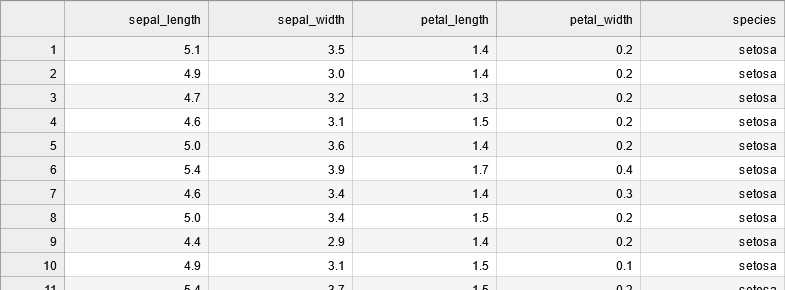 sepal_length sepal_width petal_length petal_width species
1 5.1 3.5 1.4 0.2 setosa
2 4.9 3.0 1.4 0.2 setosa
3 4.7 3.2 1.3 0.2 setosa
4 4.6 3.1 1.5 0.2 setosa
5 5.0 3.6 1.4 0.2 setosa
6 5.4 3.9 1.7 0.4 setosa
7 4.6 3.4 1.4 0.3 setosa
8 5.0 3.4 1.5 0.2 setosa
9 4.4 2.9 1.4 0.2 setosa
10 4.9 3.1 1.5 0.1 setosa
11 5.4 3.7 1.5 0.2 setosa